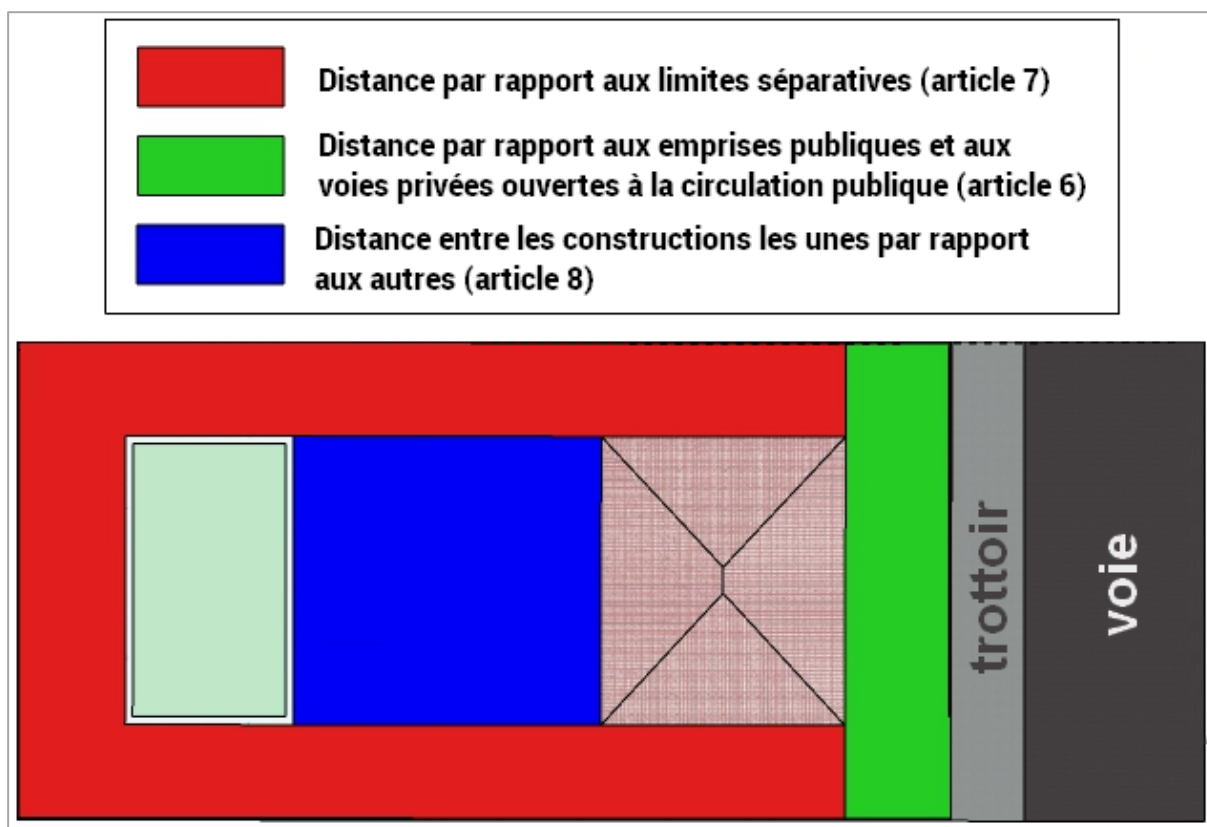 Distance par rapport aux limites séparatives (article 7)
Distance par rapport aux emprises publiques et aux
voies privées ouvertes à la circulation publique (article 6)
Distance entre les constructions les unes par rapport
aux autres (article 8)
trottoir
voie